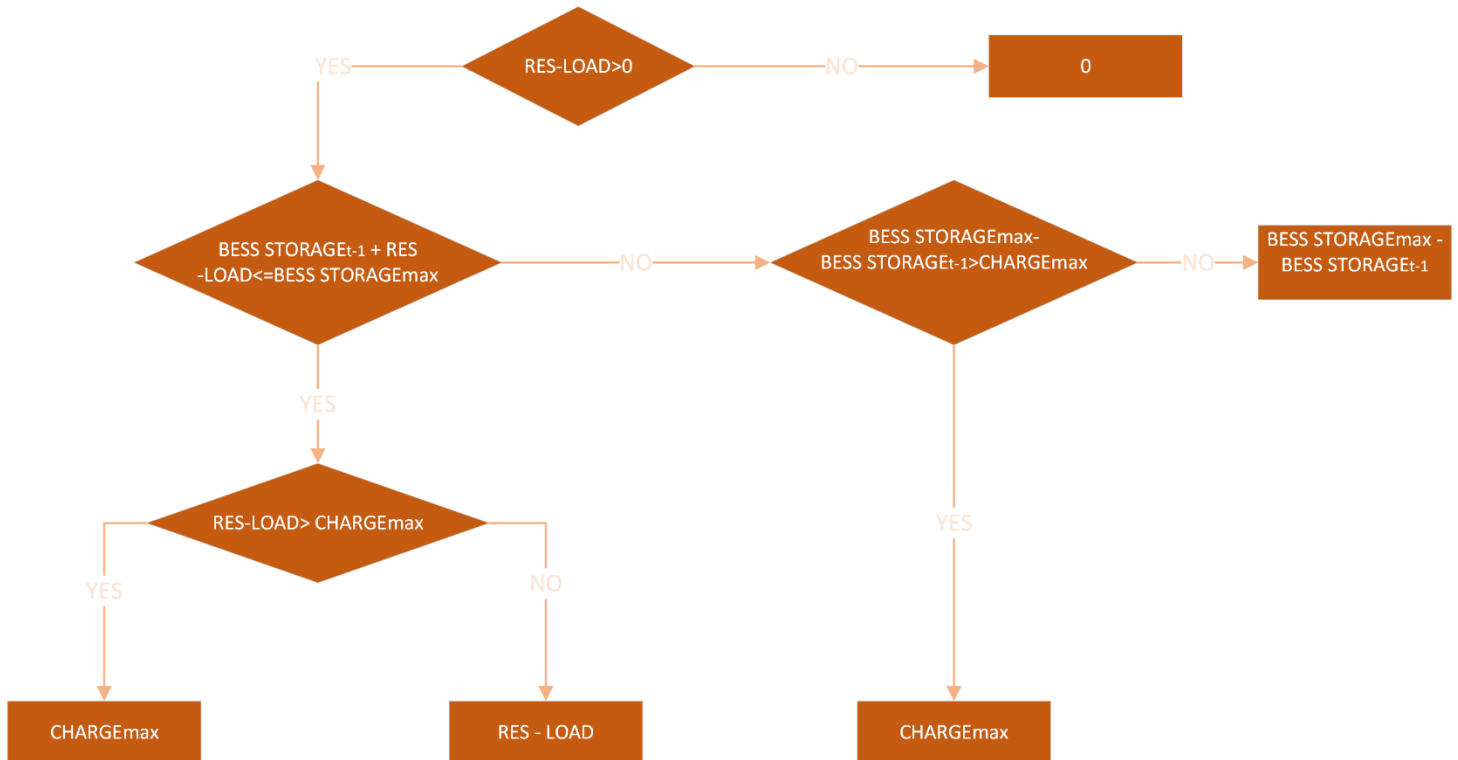 RES-LOAD>0
YES
NO
0
BESS STORAGEt-1 + RES
-LOAD<=BESS STORAGEmax
NO
BESS STORAGEmax-
BESS STORAGEt-1>CHARGEmax
NO
BESS STORAGEmax -
BESS STORAGEt-1
YES
RES-LOAD> CHARGEmax
YES
NO
YES
CHARGEmax
RES - LOAD
CHARGEmax